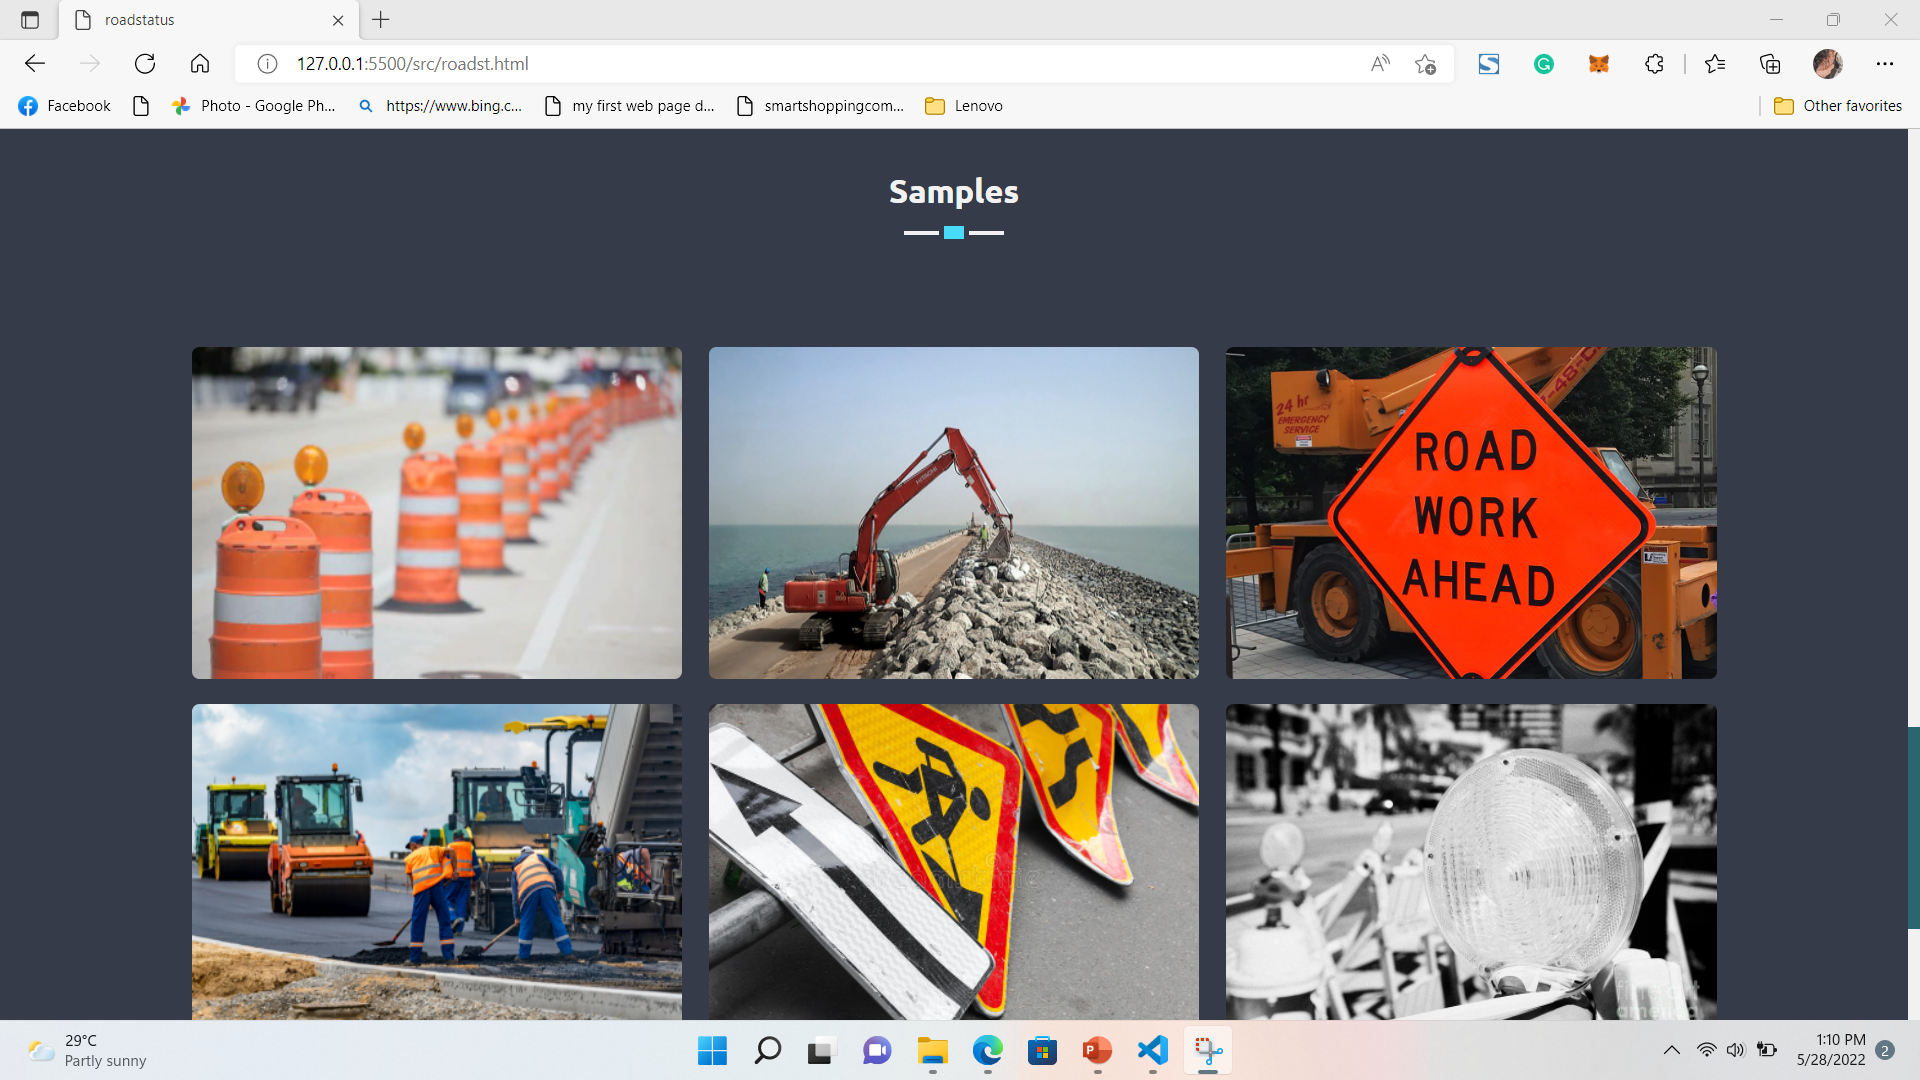 roadstatus
127.0.0.1:5500/src/roadst.html
Facebook
Photo - Google Ph...
https://www.bing.c...
my first web page d...
smartshoppingcom...
Lenovo
Other favorites
Samples
24 hr
EMERGENCY
SERVICE
HITACHI
ROAD
WORK
AHEAD
29°C
Partly sunny
1:10 PM
5/28/2022
2